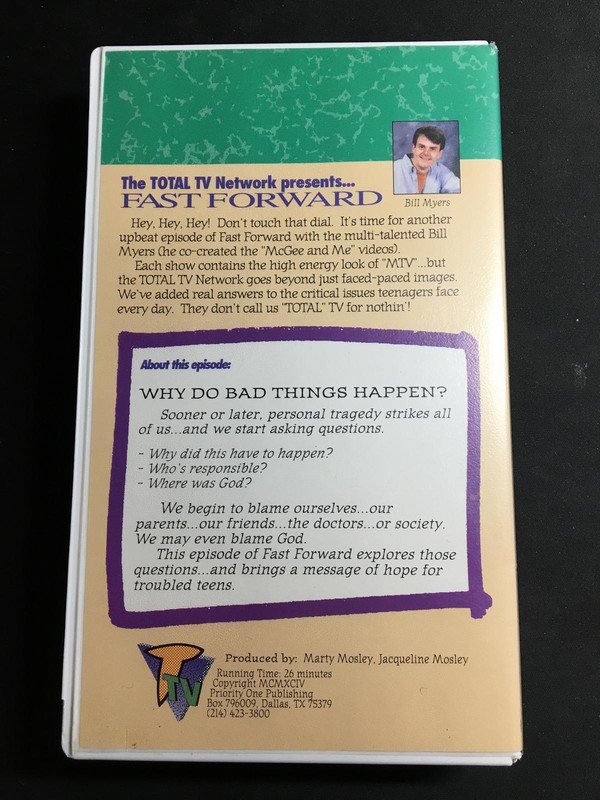 Bill Myers
The TOTAL TV Network presents...
FAST FORWARD
Hey, Hey, Hey! Don't touch that dial. It's time for another
upbeat episode of Fast Forward with the multi-talented Bill
Myers (he co-created the "McGee and Me" videos).
Each show contains the high energy look of "MTV"...but
the TOTAL TV Network goes beyond just faced-paced images.
We've added real answers to the critical issues teenagers face
every day. They don't call us "TOTAL" TV for nothin'!
About this episode:
WHY DO BAD THINGS HAPPEN?
Sooner or later, personal tragedy strikes all
of us...and we start asking questions.
- Why did this have to happen?
- Who's responsible?
- Where was God?
We begin to blame ourselves...our
parents...our friends...the doctors...or society.
We may even blame God.
This episode of Fast Forward explores those
questions...and brings a message of hope for
troubled teens.
T
TV
Produced by: Marty Mosley, Jacqueline Mosley
Running Time: 26 minutes
Copyright MCMXCIV
Priority One Publishing
Box 796009, Dallas, TX 75379
(214) 423-3800